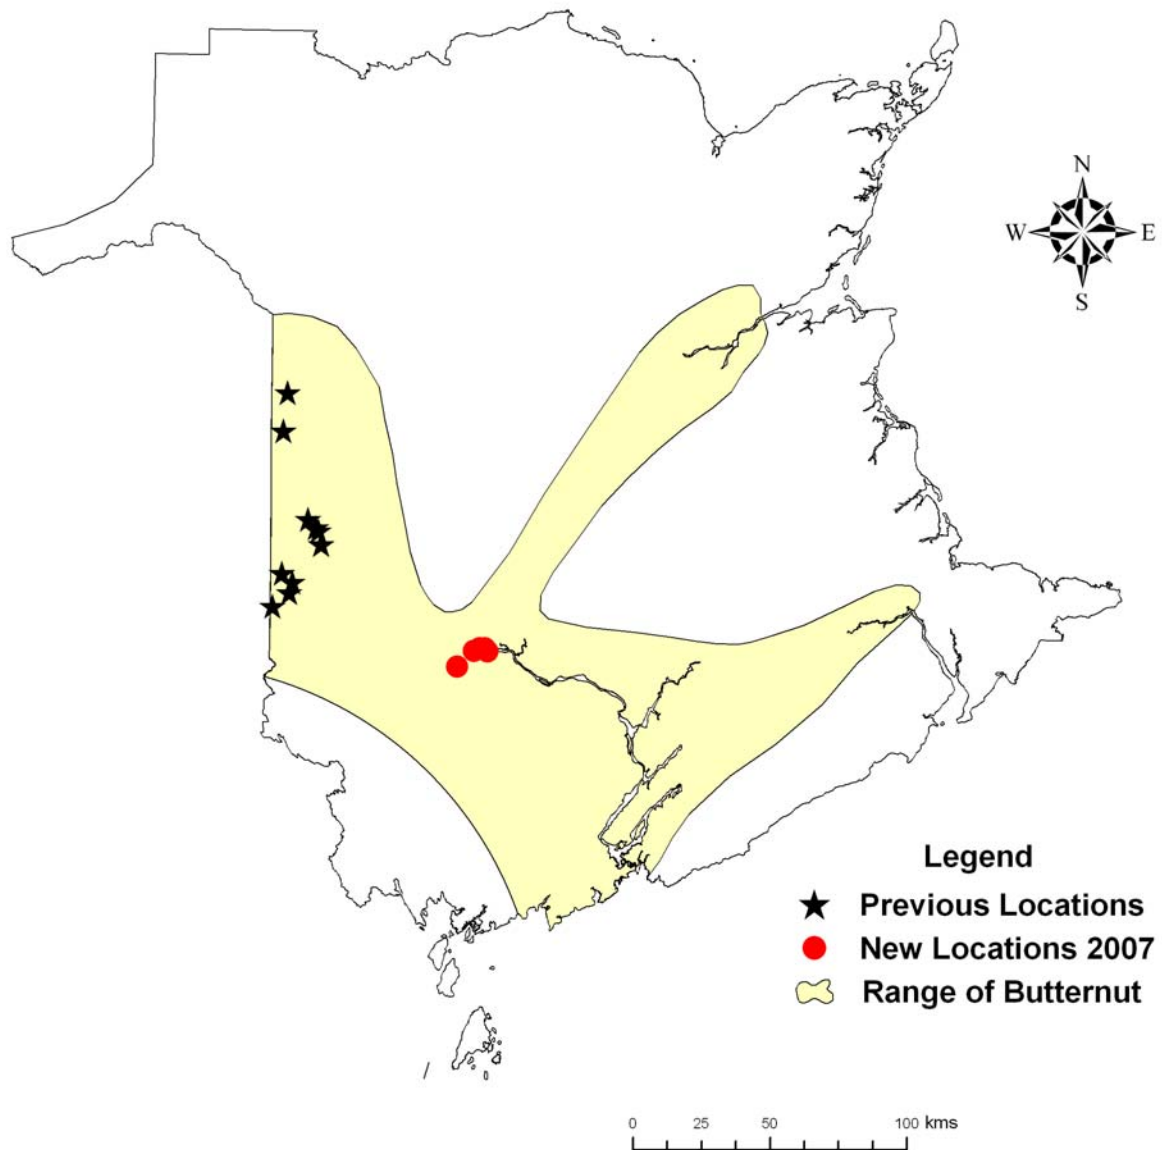 N
W E
S
Legend
Previous Locations
New Locations 2007
Range of Butternut
0 25 50 100 kms